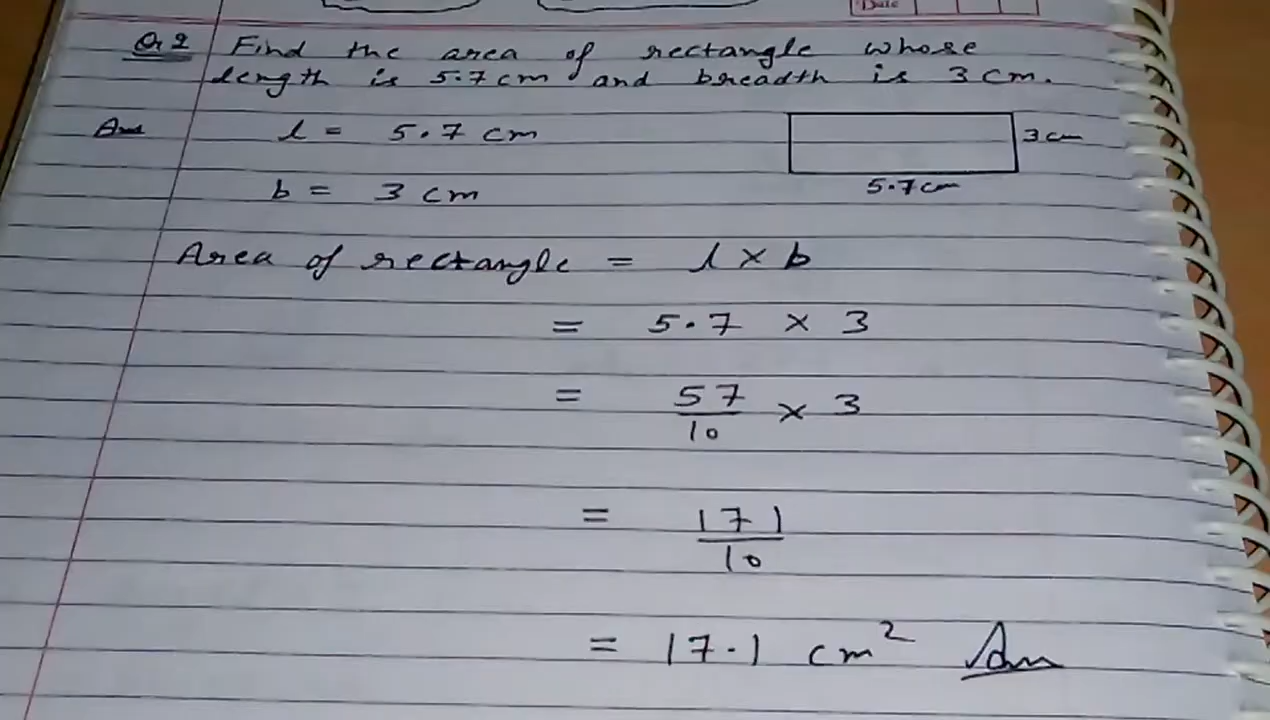 Date
Q2 Find the area of rectangle whose
length is 5.7 cm and breadth is 3 cm.
Ans l = 5.7 cm
3 cm
b = 3 cm
5.7 cm
Area of rectangle = l × b
= 5.7 × 3
= 57/10 × 3
= 171/10
= 17.1 cm² Ans